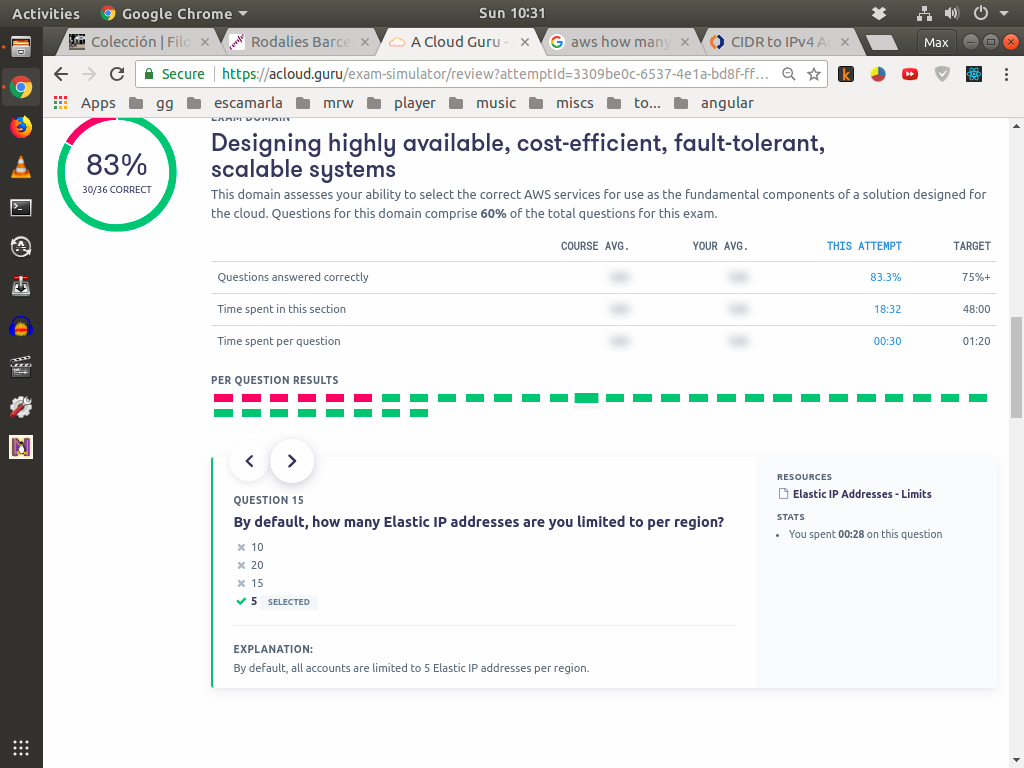 Activities Google Chrome Sun 10:31
Colección | Filo Rodalies Barce A Cloud Guru - aws how many CIDR to IPv4 A Max
Secure https://acloud.guru/exam-simulator/review?attemptId=3309be0c-6537-4e1a-bd8f-ff...
Apps gg escamarla mrw player music miscs to... angular
EXAM DOMAIN
Designing highly available, cost-efficient, fault-tolerant,
scalable systems
83%
30/36 CORRECT
This domain assesses your ability to select the correct AWS services for use as the fundamental components of a solution designed for
the cloud. Questions for this domain comprise 60% of the total questions for this exam.
COURSE AVG. YOUR AVG. THIS ATTEMPT TARGET
Questions answered correctly 83.3% 75%+
Time spent in this section 18:32 48:00
Time spent per question 00:30 01:20
PER QUESTION RESULTS
QUESTION 15
By default, how many Elastic IP addresses are you limited to per region?
10
20
15
5 SELECTED
EXPLANATION:
By default, all accounts are limited to 5 Elastic IP addresses per region.
RESOURCES
Elastic IP Addresses - Limits
STATS
You spent 00:28 on this question